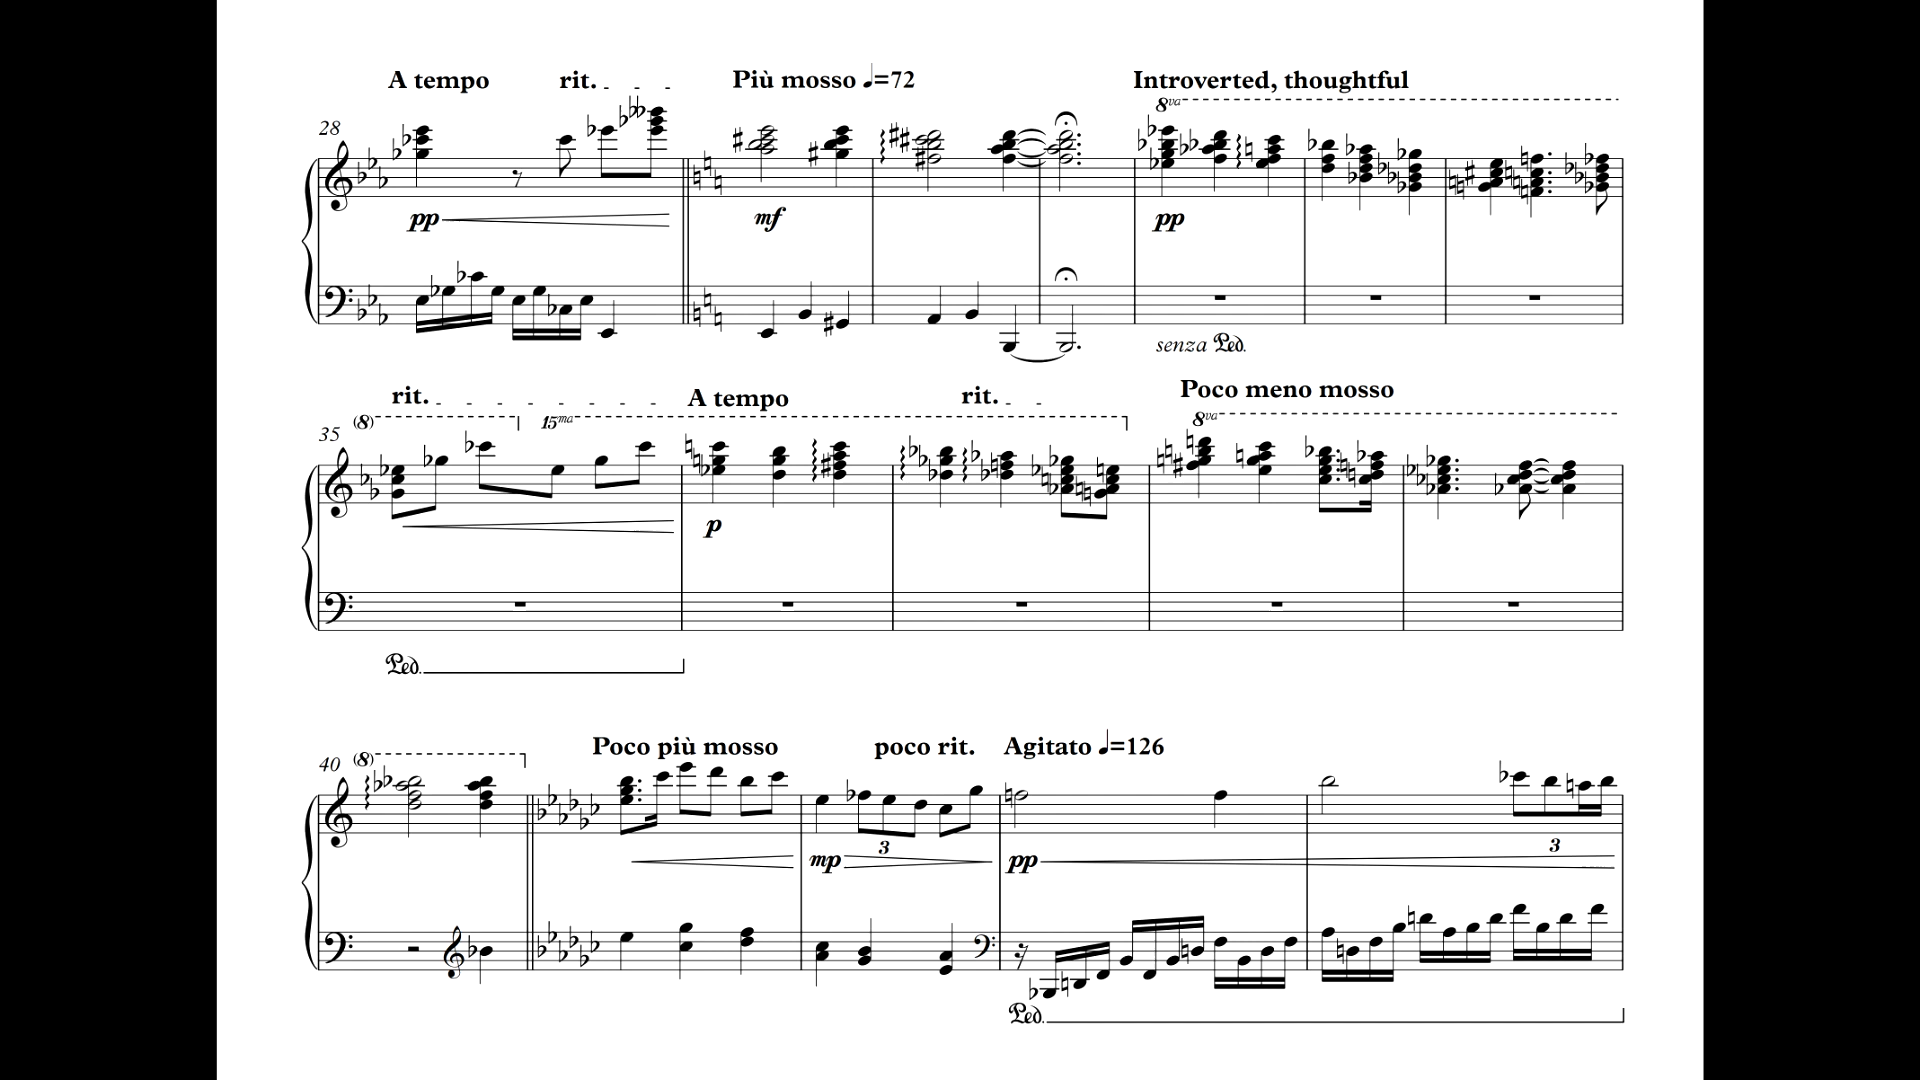 A tempo rit. Più mosso ♩=72 Introverted, thoughtful
8va
28
pp mf pp
senza Ped.
rit. A tempo rit. Poco meno mosso
(8) 15ma 8va
35
p
Ped.
Poco più mosso poco rit. Agitato ♩=126
(8)
40
3 3
mp pp
Ped.